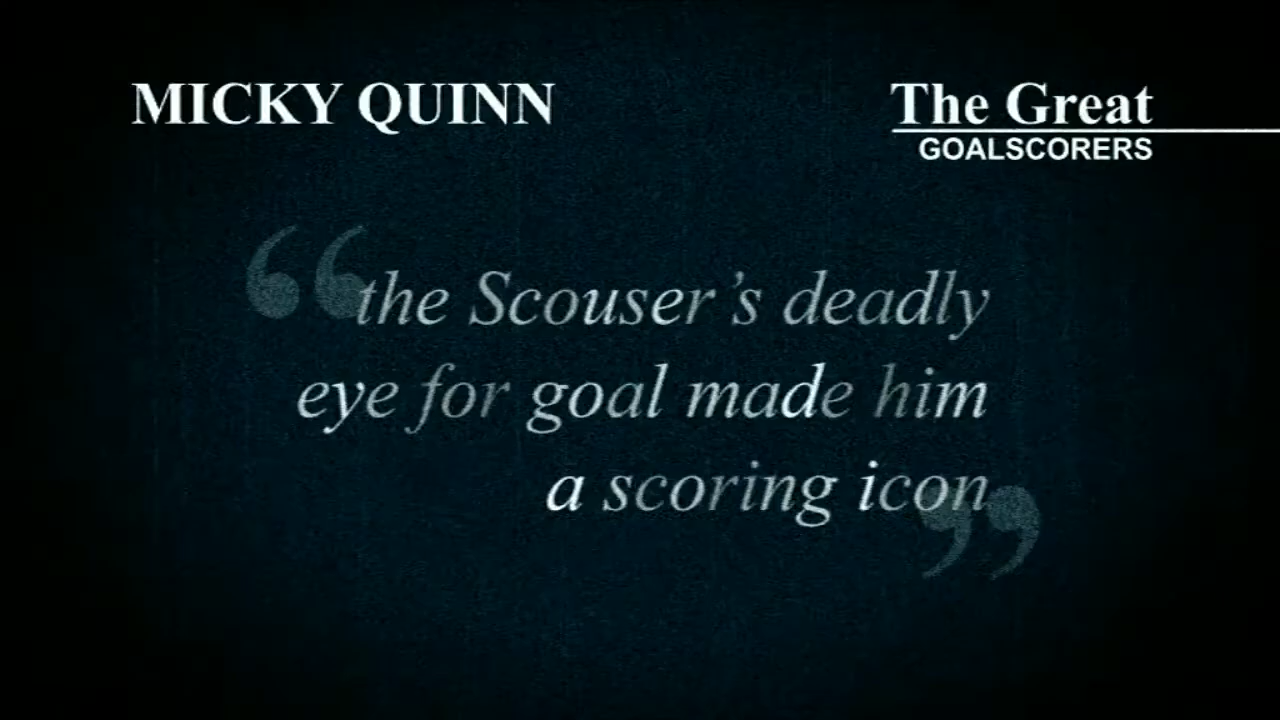 MICKY QUINN
The Great
GOALSCORERS
“the Scouser’s deadly
eye for goal made him
a scoring icon”